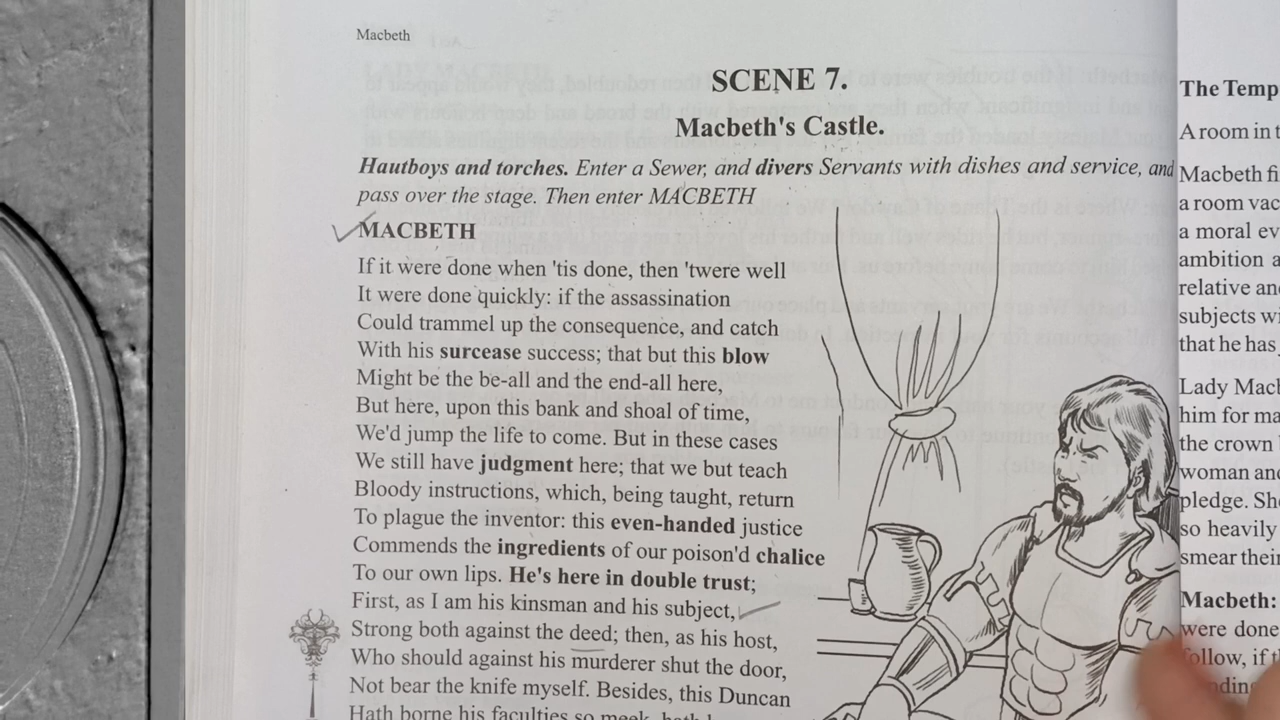 Macbeth
SCENE 7.
Macbeth's Castle.
Hautboys and torches. Enter a Sewer, and divers Servants with dishes and service, and
pass over the stage. Then enter MACBETH
MACBETH
If it were done when 'tis done, then 'twere well
It were done quickly: if the assassination
Could trammel up the consequence, and catch
With his surcease success; that but this blow
Might be the be-all and the end-all here,
But here, upon this bank and shoal of time,
We'd jump the life to come. But in these cases
We still have judgment here; that we but teach
Bloody instructions, which, being taught, return
To plague the inventor: this even-handed justice
Commends the ingredients of our poison'd chalice
To our own lips. He's here in double trust;
First, as I am his kinsman and his subject,
Strong both against the deed; then, as his host,
Who should against his murderer shut the door,
Not bear the knife myself. Besides, this Duncan
Hath borne his faculties so meek, hath
The Temp
A room in t
Macbeth fi
a room vac
a moral ev
ambition a
relative an
subjects wi
that he has
Lady Macb
him for ma
the crown
woman and
pledge. She
so heavily
smear their
Macbeth:
were done
follow, if th